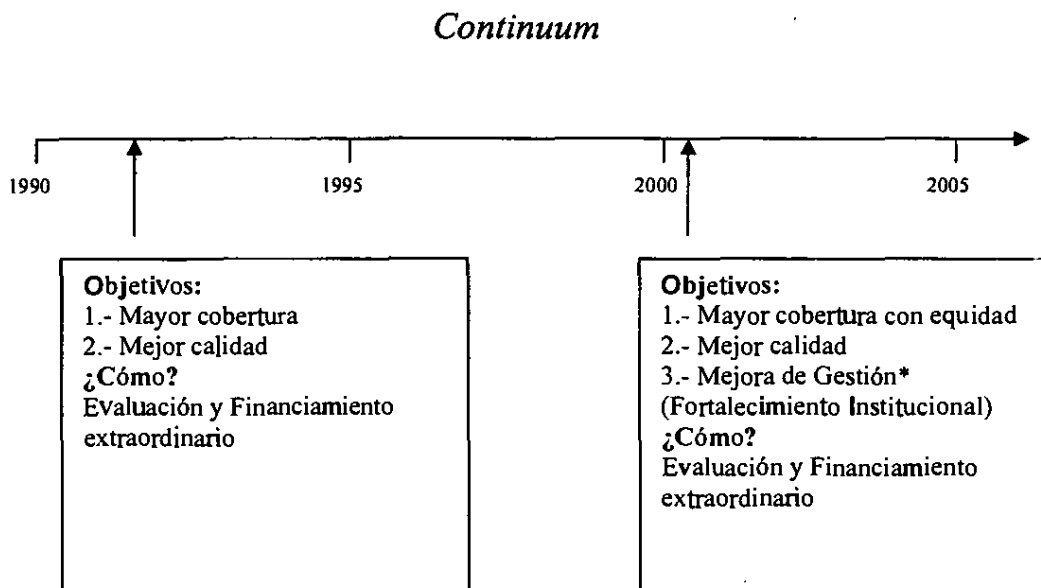 Continuum
1990
1995
2000
2005
Objetivos:
1.- Mayor cobertura
2.- Mejor calidad
¿Cómo?
Evaluación y Financiamiento
extraordinario
Objetivos:
1.- Mayor cobertura con equidad
2.- Mejor calidad
3.- Mejora de Gestión*
(Fortalecimiento Institucional)
¿Cómo?
Evaluación y Financiamiento
extraordinario